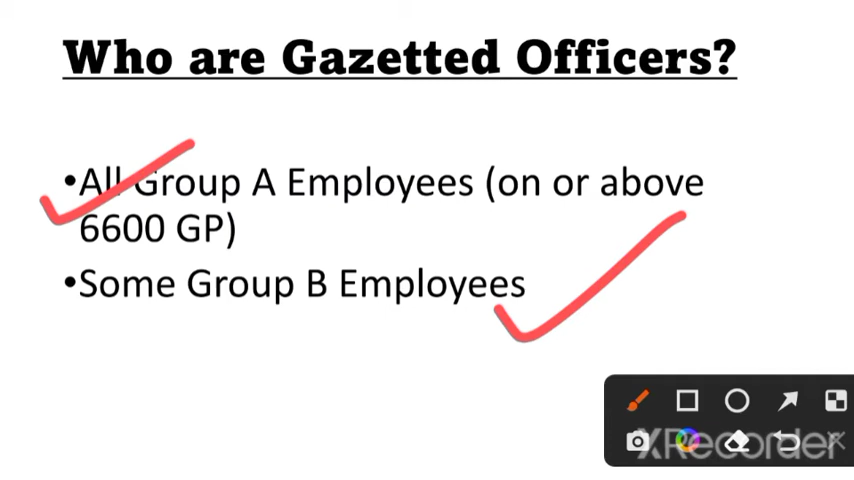 Who are Gazetted Officers?
•All Group A Employees (on or above
6600 GP)
•Some Group B Employees
XRecorder